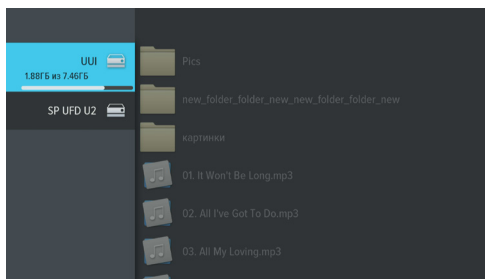 UUI
1.88ГБ из 7.46ГБ
SP UFD U2
Pics
new_folder_folder_new_new_folder_folder_new
картинки
01. It Won't Be Long.mp3
02. All I've Got To Do.mp3
03. All My Loving.mp3